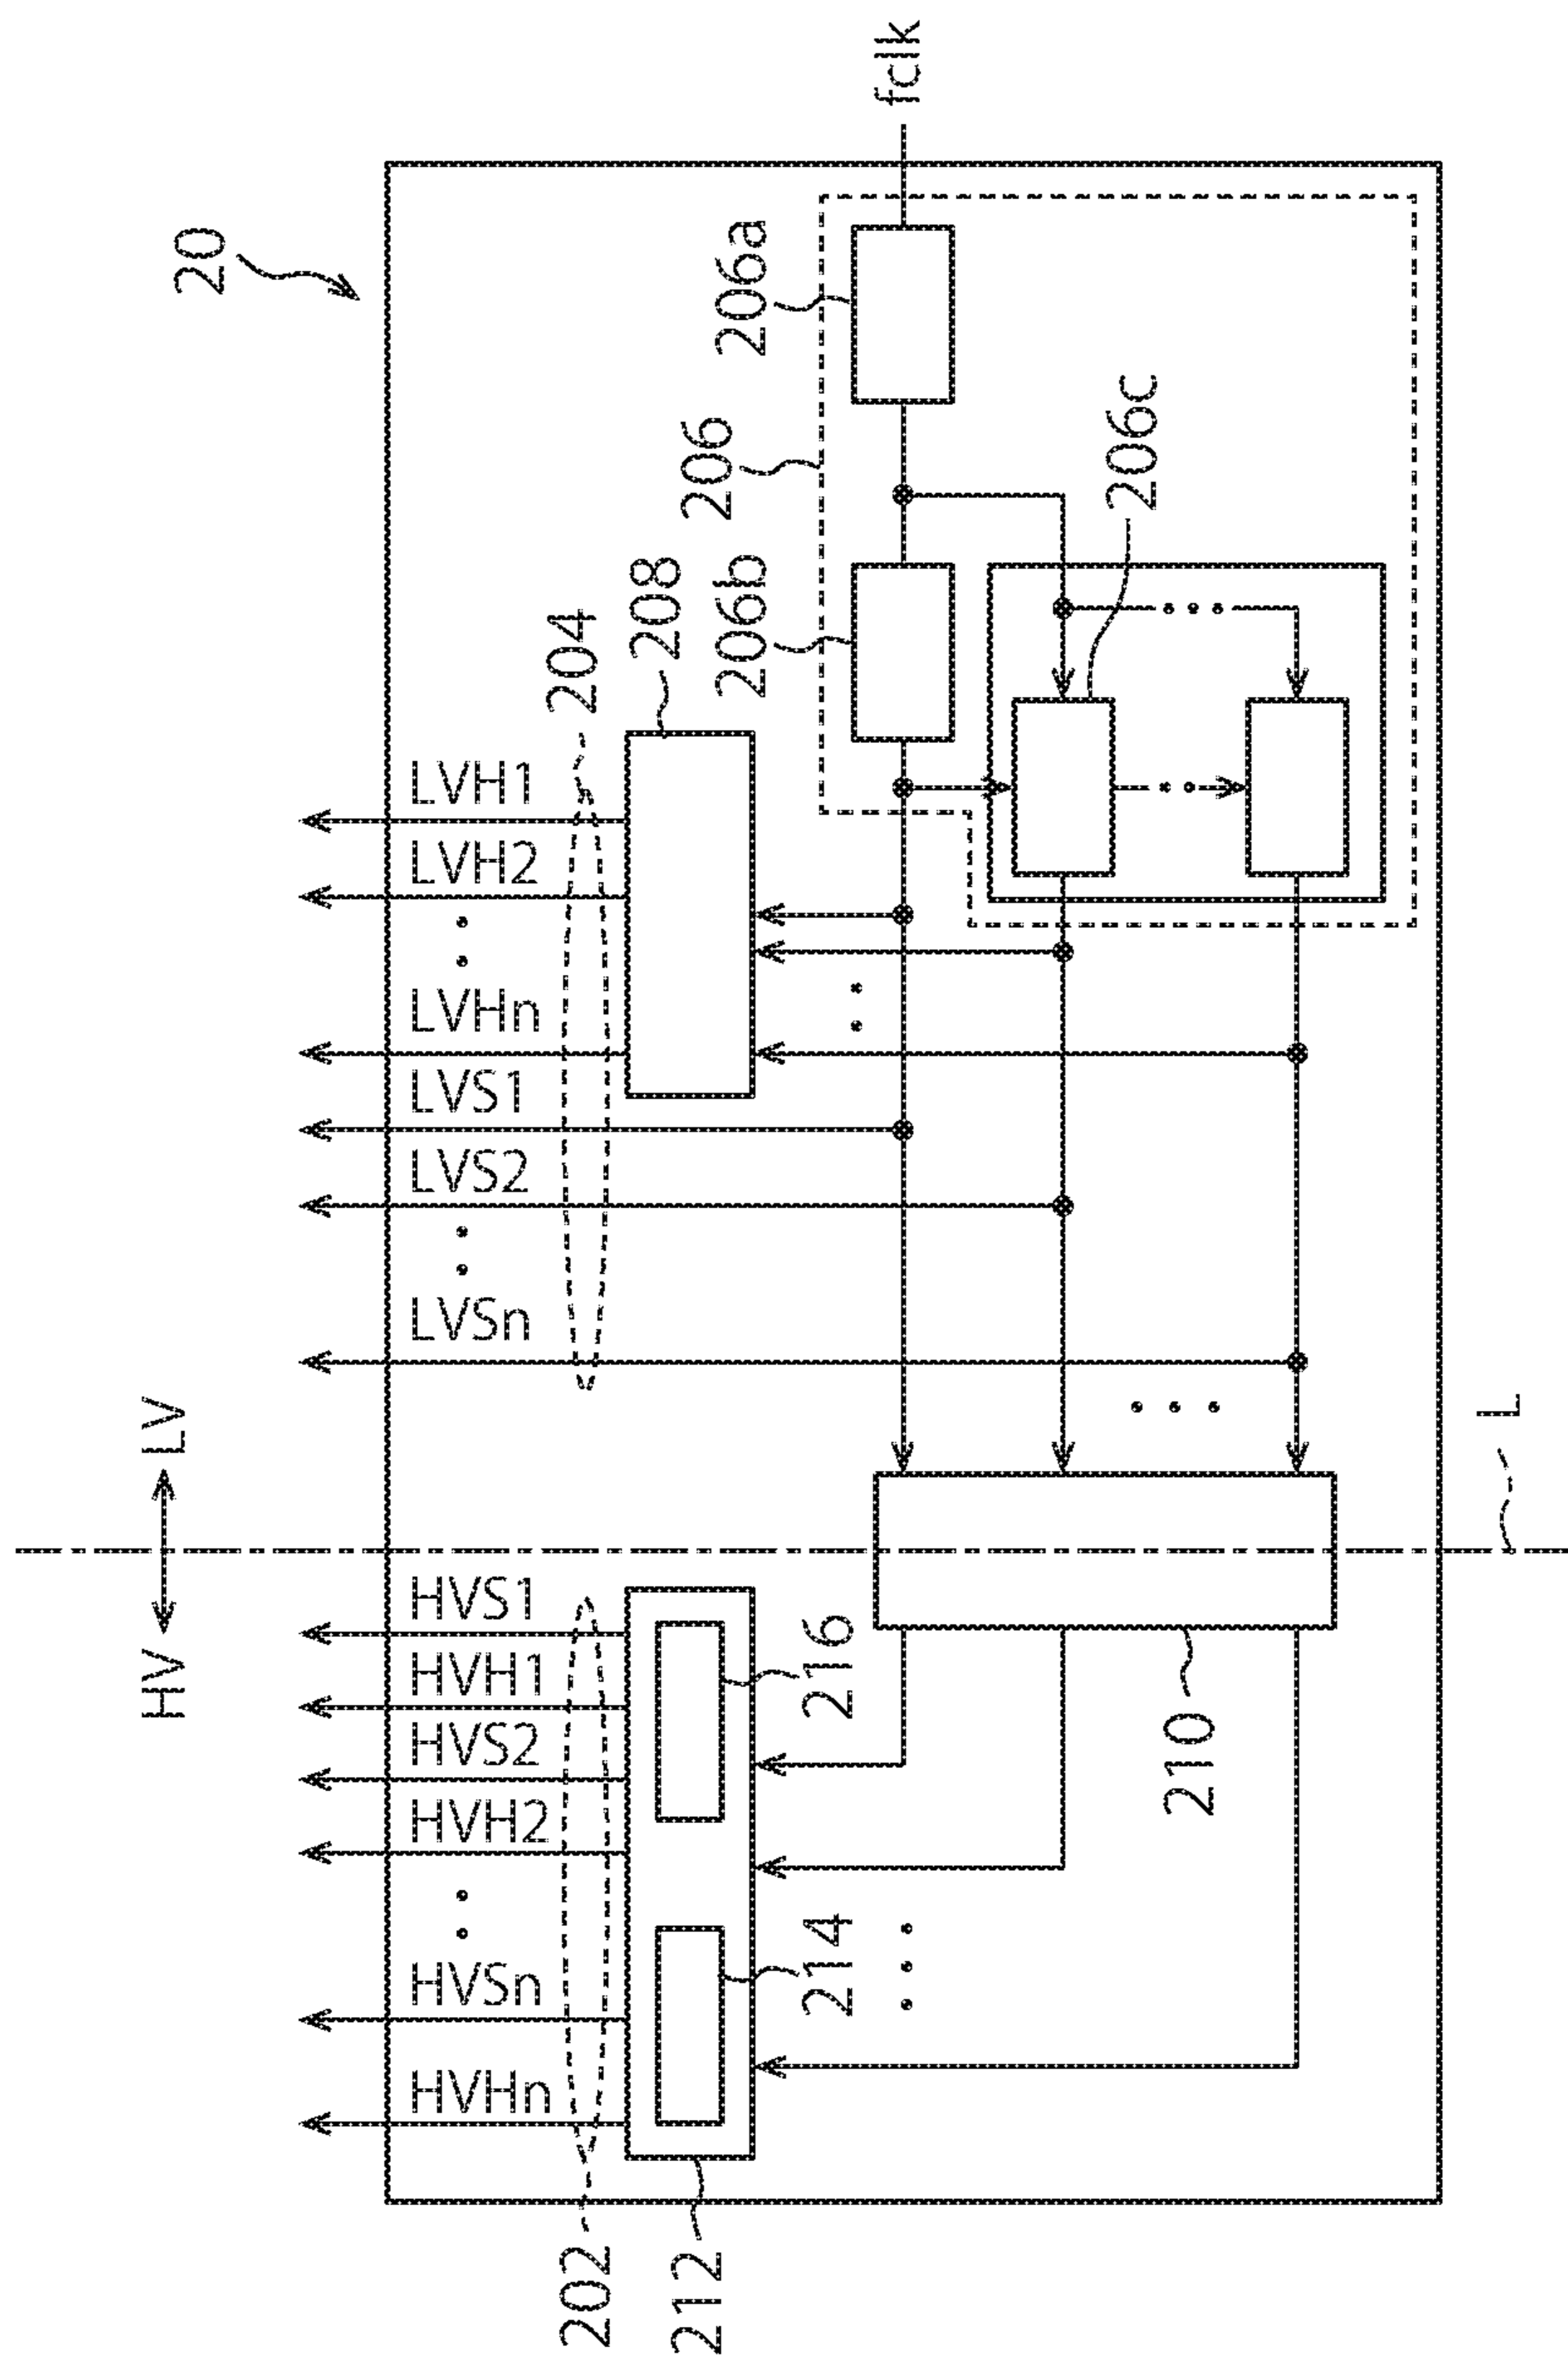 20
HV
LV
HVHn
HVSn
HVH2
HVS2
HVH1
HVS1
LVSn
LVS2
LVS1
LVHn
LVH2
LVH1
202
204
212
208
206
214
216
206b
206a
206c
210
fclk
L